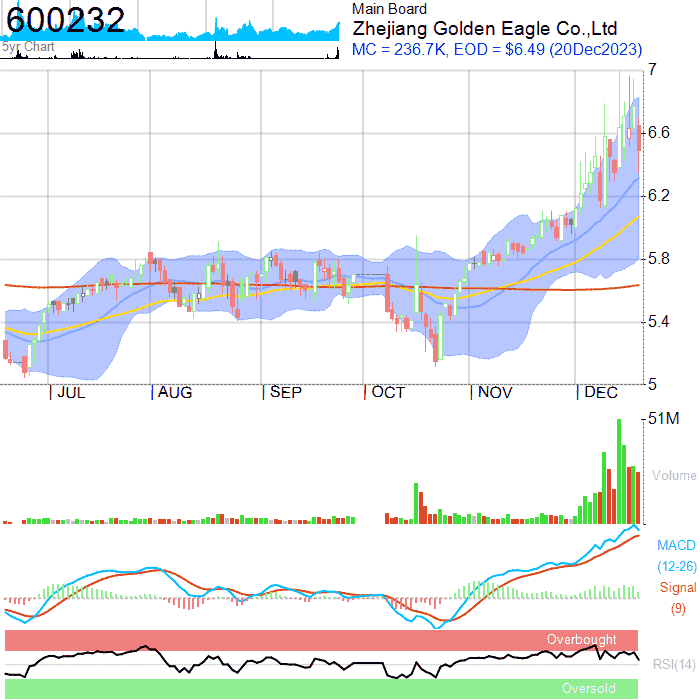 600232
5yr Chart
Main Board
Zhejiang Golden Eagle Co.,Ltd
MC = 236.7K, EOD = $6.49 (20Dec2023)
7
6.6
6.2
5.8
5.4
5
JUL AUG SEP OCT NOV DEC
51M
Volume
MACD
(12-26)
Signal
(9)
Overbought
RSI(14)
Oversold